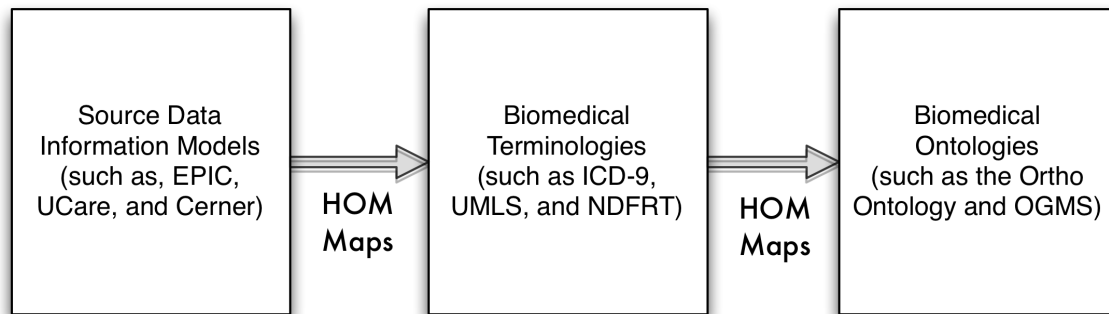 Source Data
Information Models
(such as, EPIC,
UCare, and Cerner)
HOM
Maps
Biomedical
Terminologies
(such as ICD-9,
UMLS, and NDFRT)
HOM
Maps
Biomedical
Ontologies
(such as the Ortho
Ontology and OGMS)